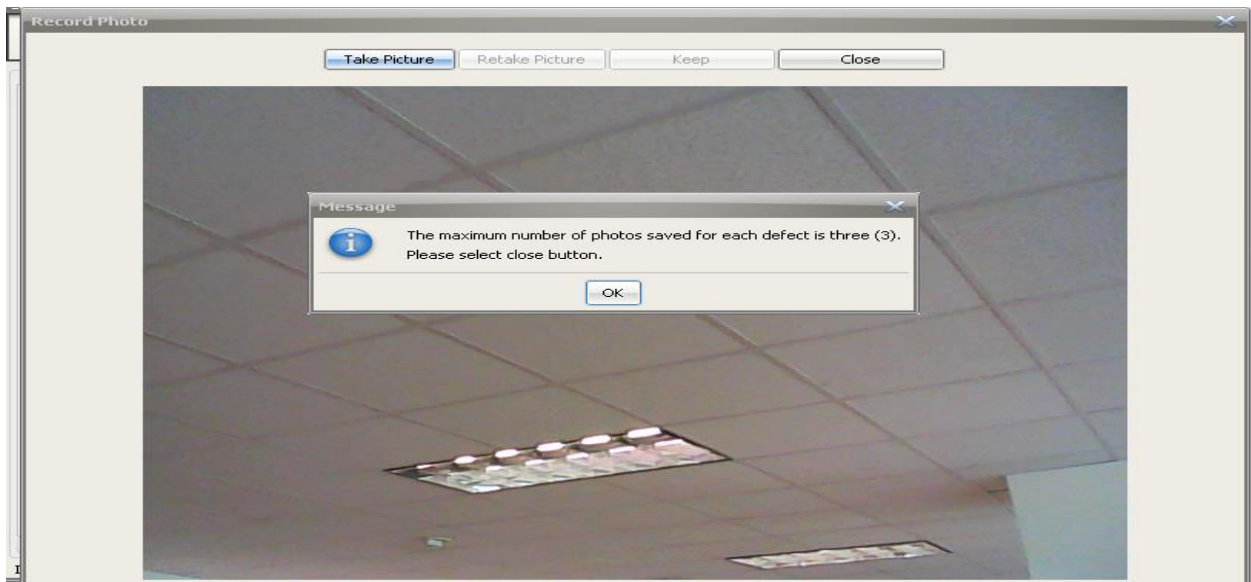 Record Photo
Take Picture Retake Picture Keep Close
Message
The maximum number of photos saved for each defect is three (3).
Please select close button.
OK